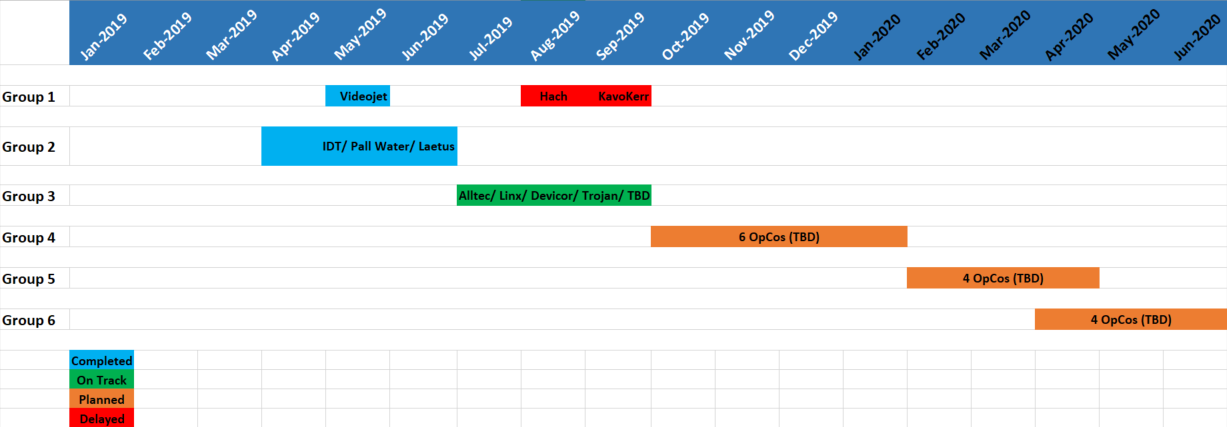 Jan-2019 Feb-2019 Mar-2019 Apr-2019 May-2019 Jun-2019 Jul-2019 Aug-2019 Sep-2019 Oct-2019 Nov-2019 Dec-2019 Jan-2020 Feb-2020 Mar-2020 Apr-2020 May-2020 Jun-2020
Group 1 Videojet Hach KavoKerr
Group 2 IDT/ Pall Water/ Laetus
Group 3 Alltec/ Linx/ Devicor/ Trojan/ TBD
Group 4 6 OpCos (TBD)
Group 5 4 OpCos (TBD)
Group 6 4 OpCos (TBD)
Completed
On Track
Planned
Delayed